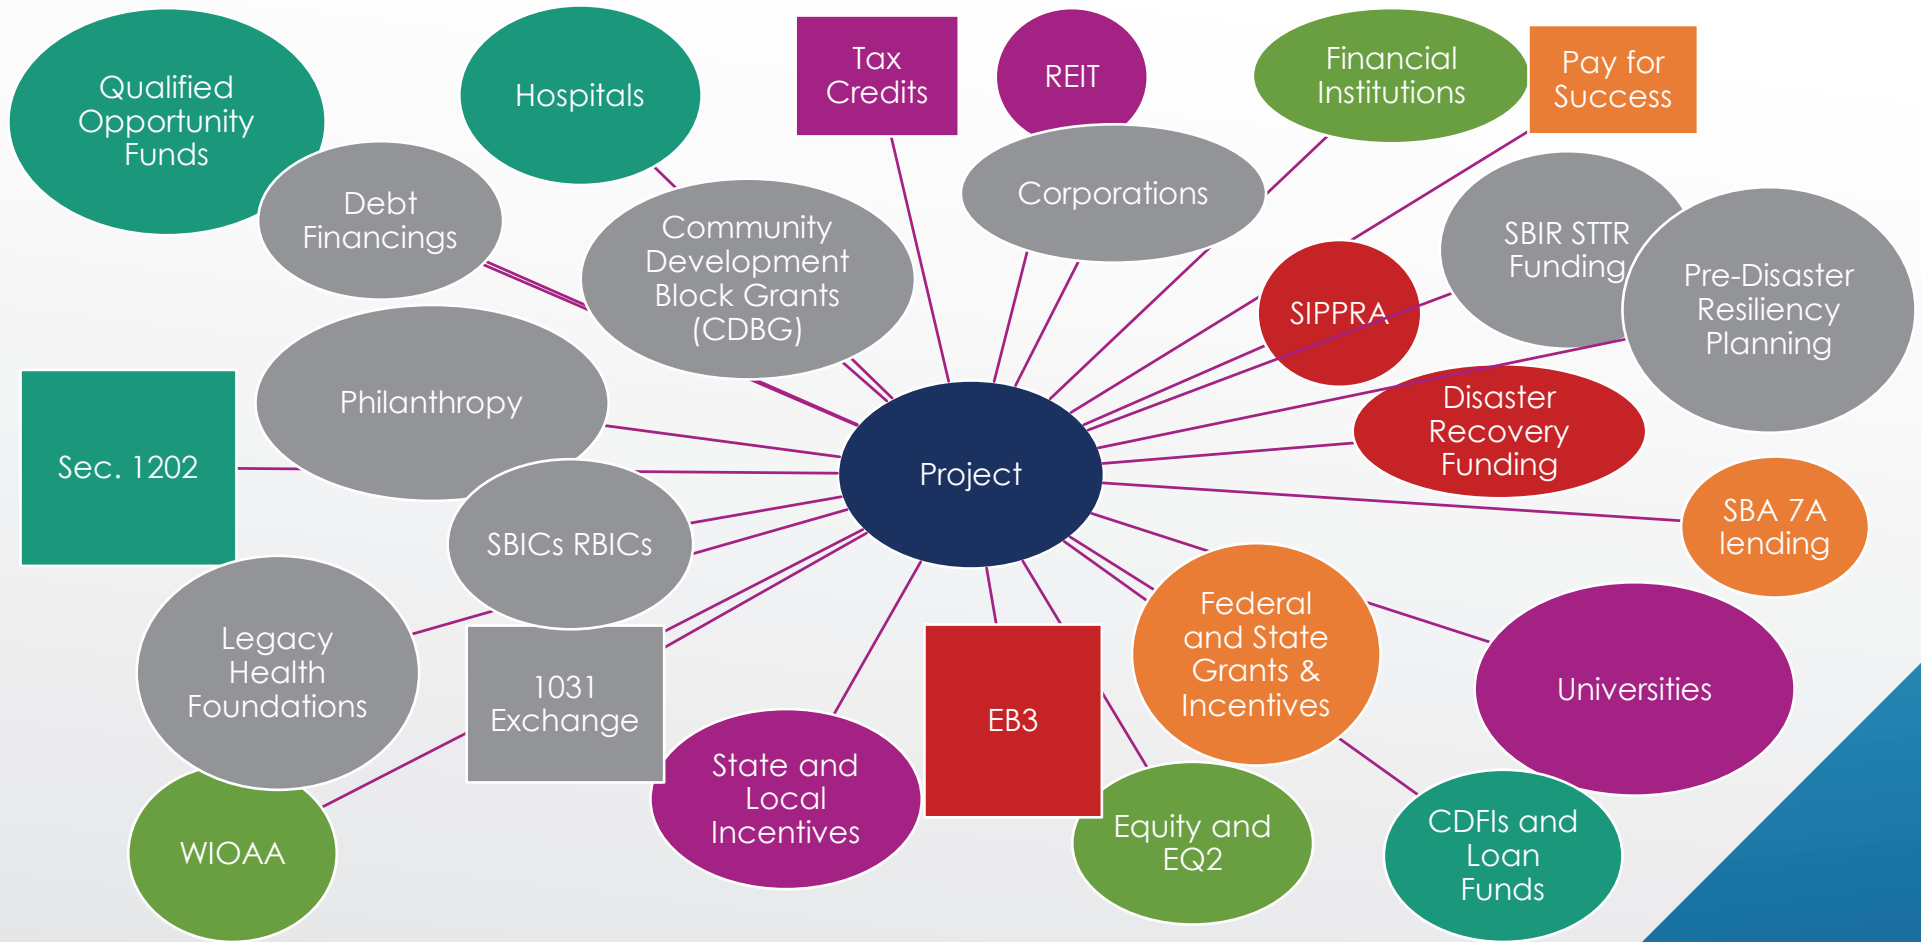 Qualified
Opportunity
Funds
Hospitals
Tax
Credits
REIT
Financial
Institutions
Pay for
Success
Debt
Financings
Community
Development
Block Grants
(CDBG)
Corporations
SBIR STTR
Funding
Pre-Disaster
Resiliency
Planning
SIPPRA
Philanthropy
Disaster
Recovery
Funding
Sec. 1202
Project
SBICs RBICs
SBA 7A
lending
Legacy
Health
Foundations
1031
Exchange
EB3
Federal
and State
Grants &
Incentives
Universities
State and
Local
Incentives
WIOAA
Equity and
EQ2
CDFIs and
Loan
Funds